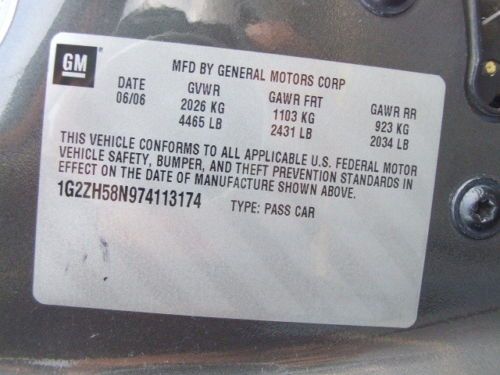 GM
MFD BY GENERAL MOTORS CORP
DATE GVWR GAWR FRT GAWR RR
06/06 2026 KG 1103 KG 923 KG
4465 LB 2431 LB 2034 LB
THIS VEHICLE CONFORMS TO ALL APPLICABLE U.S. FEDERAL MOTOR
VEHICLE SAFETY, BUMPER, AND THEFT PREVENTION STANDARDS IN
EFFECT ON THE DATE OF MANUFACTURE SHOWN ABOVE.
1G2ZH58N974113174 TYPE: PASS CAR